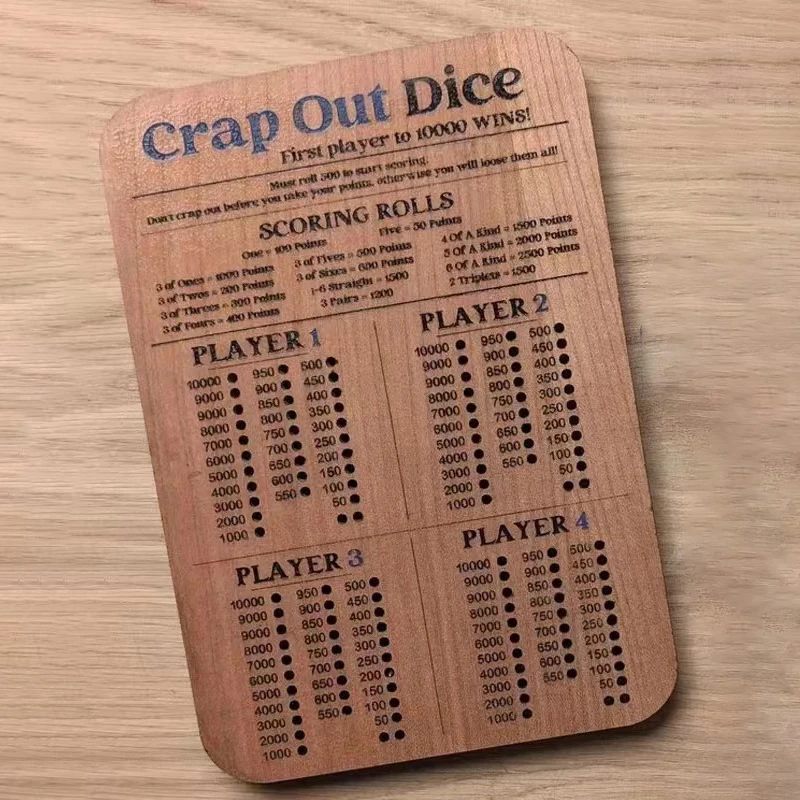 Crap Out Dice
First player to 10000 WINS!
Must roll 500 to start scoring.
Don't crap out before you take your points, otherwise you will loose them all!
SCORING ROLLS
One = 100 Points Five = 50 Points
3 of Ones = 1000 Points 3 of Fives = 500 Points 4 Of A Kind = 1500 Points
3 of Twos = 200 Points 3 of Sixes = 600 Points 5 Of A Kind = 2000 Points
3 of Threes = 300 Points 1-6 Straight = 1500 6 Of A Kind = 2500 Points
3 of Fours = 400 Points 3 Pairs = 1200 2 Triplets = 1500
PLAYER 1
10000 950 500
9000 900 450
9000 850 400
8000 800 350
7000 750 300
6000 700 250
5000 650 200
4000 600 150
3000 550 100
2000 50
1000
PLAYER 2
10000 950 500
9000 900 450
9000 850 400
8000 800 350
7000 750 300
6000 700 250
5000 650 200
4000 600 150
3000 550 100
2000 50
1000
PLAYER 3
10000 950 500
9000 900 450
9000 850 400
8000 800 350
7000 750 300
6000 700 250
5000 650 200
4000 600 150
3000 550 100
2000 50
1000
PLAYER 4
10000 950 500
9000 900 450
9000 850 400
8000 800 350
7000 750 300
6000 700 250
5000 650 200
4000 600 150
3000 550 100
2000 50
1000